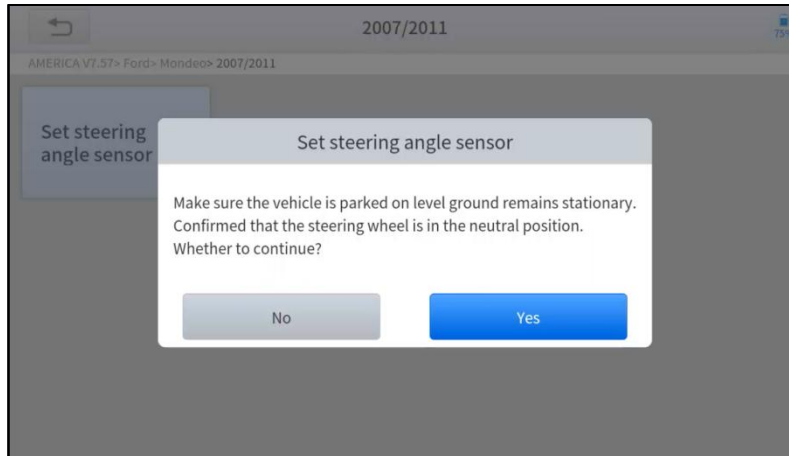 2007/2011
75%
AMERICA V7.57> Ford> Mondeo> 2007/2011
Set steering
angle sensor
Set steering angle sensor
Make sure the vehicle is parked on level ground remains stationary.
Confirmed that the steering wheel is in the neutral position.
Whether to continue?
No
Yes